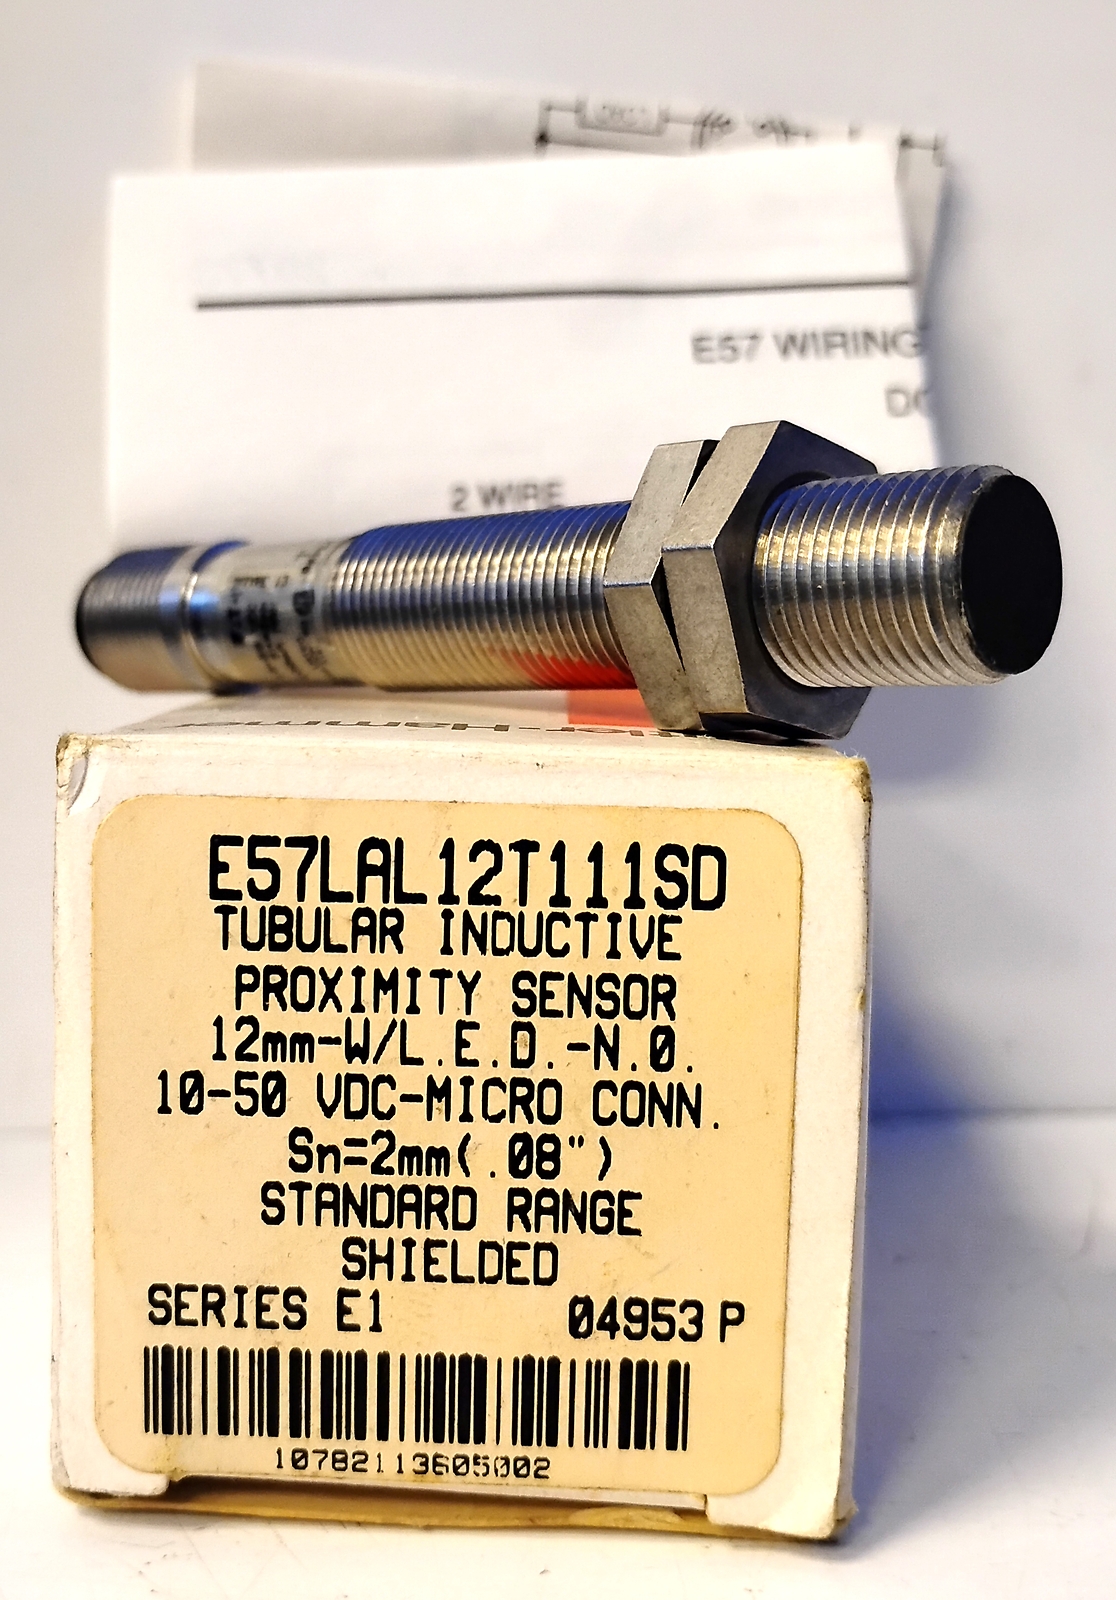 E57 WIRING
DC
2 WIRE
E57LAL12T111SD
TUBULAR INDUCTIVE
PROXIMITY SENSOR
12mm-W/L.E.D.-N.O.
10-50 VDC-MICRO CONN.
Sn=2mm(.08")
STANDARD RANGE
SHIELDED
SERIES E1 04953 P
10782113605002